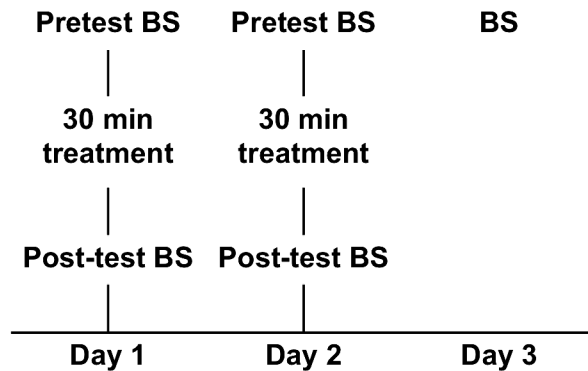 Pretest BS
Pretest BS
BS
30 min
treatment
30 min
treatment
Post-test BS
Post-test BS
Day 1
Day 2
Day 3